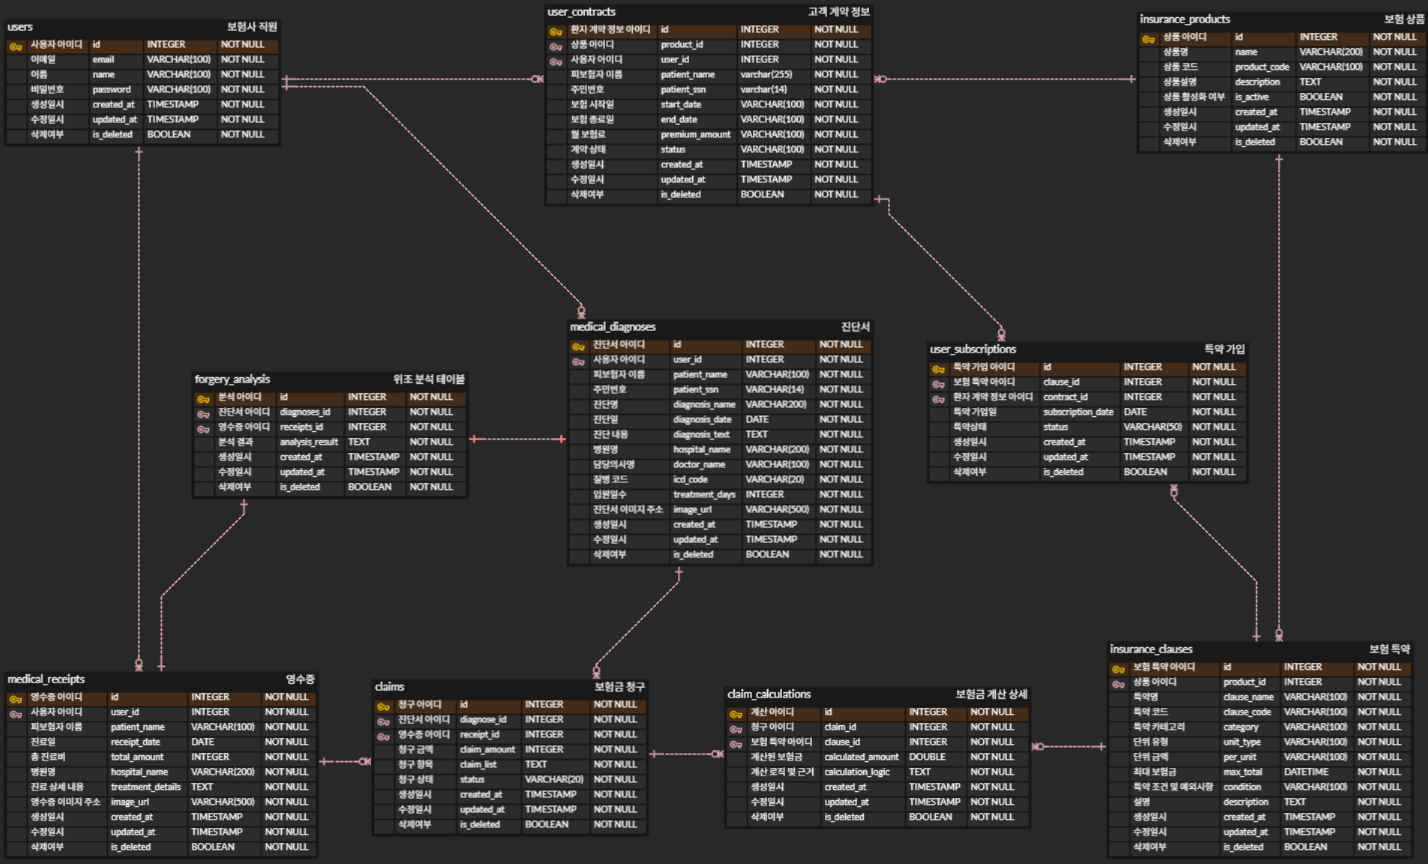 users 보험사 직원
사용자 아이디 id INTEGER NOT NULL
이메일 email VARCHAR(100) NOT NULL
이름 name VARCHAR(100) NOT NULL
비밀번호 password VARCHAR(100) NOT NULL
생성일시 created_at TIMESTAMP NOT NULL
수정일시 updated_at TIMESTAMP NOT NULL
삭제여부 is_deleted BOOLEAN NOT NULL
user_contracts 고객 계약 정보
환자 계약 정보 아이디 id INTEGER NOT NULL
상품 아이디 product_id INTEGER NOT NULL
사용자 아이디 user_id INTEGER NOT NULL
피보험자 이름 patient_name varchar(255) NOT NULL
주민번호 patient_ssn varchar(14) NOT NULL
보험 시작일 start_date VARCHAR(100) NOT NULL
보험 종료일 end_date VARCHAR(100) NOT NULL
월 보험료 premium_amount VARCHAR(100) NOT NULL
계약 상태 status VARCHAR(100) NOT NULL
생성일시 created_at TIMESTAMP NOT NULL
수정일시 updated_at TIMESTAMP NOT NULL
삭제여부 is_deleted BOOLEAN NOT NULL
insurance_products 보험 상품
상품 아이디 id INTEGER NOT NULL
상품명 name VARCHAR(200) NOT NULL
상품 코드 product_code VARCHAR(100) NOT NULL
상품설명 description TEXT NOT NULL
상품 활성화 여부 is_active BOOLEAN NOT NULL
생성일시 created_at TIMESTAMP NOT NULL
수정일시 updated_at TIMESTAMP NOT NULL
삭제여부 is_deleted BOOLEAN NOT NULL
medical_diagnoses 진단서
진단서 아이디 id INTEGER NOT NULL
사용자 아이디 user_id INTEGER NOT NULL
피보험자 이름 patient_name VARCHAR(100) NOT NULL
주민번호 patient_ssn VARCHAR(14) NOT NULL
진단명 diagnosis_name VARCHAR200) NOT NULL
진단일 diagnosis_date DATE NOT NULL
진단 내용 diagnosis_text TEXT NOT NULL
병원명 hospital_name VARCHAR(200) NOT NULL
담당의사명 doctor_name VARCHAR(100) NOT NULL
질병 코드 icd_code VARCHAR(20) NOT NULL
입원일수 treatment_days INTEGER NOT NULL
진단서 이미지 주소 image_url VARCHAR(500) NOT NULL
생성일시 created_at TIMESTAMP NOT NULL
수정일시 updated_at TIMESTAMP NOT NULL
삭제여부 is_deleted BOOLEAN NOT NULL
user_subscriptions 특약 가입
특약 가입 아이디 id INTEGER NOT NULL
보험 특약 아이디 clause_id INTEGER NOT NULL
환자 계약 정보 아이디 contract_id INTEGER NOT NULL
특약 가입일 subscription_date DATE NOT NULL
특약상태 status VARCHAR(50) NOT NULL
생성일시 created_at TIMESTAMP NOT NULL
수정일시 updated_at TIMESTAMP NOT NULL
삭제여부 is_deleted BOOLEAN NOT NULL
forgery_analysis 위조 분석 테이블
분석 아이디 id INTEGER NOT NULL
진단서 아이디 diagnoses_id INTEGER NOT NULL
영수증 아이디 receipts_id INTEGER NOT NULL
분석 결과 analysis_result TEXT NOT NULL
생성일시 created_at TIMESTAMP NOT NULL
수정일시 updated_at TIMESTAMP NOT NULL
삭제여부 is_deleted BOOLEAN NOT NULL
medical_receipts 영수증
영수증 아이디 id INTEGER NOT NULL
사용자 아이디 user_id INTEGER NOT NULL
피보험자 이름 patient_name VARCHAR(100) NOT NULL
진료일 receipt_date DATE NOT NULL
총 진료비 total_amount INTEGER NOT NULL
병원명 hospital_name VARCHAR(200) NOT NULL
진료 상세 내용 treatment_details TEXT NOT NULL
영수증 이미지 주소 image_url VARCHAR(500) NOT NULL
생성일시 created_at TIMESTAMP NOT NULL
수정일시 updated_at TIMESTAMP NOT NULL
삭제여부 is_deleted BOOLEAN NOT NULL
claims 보험금 청구
청구 아이디 id INTEGER NOT NULL
진단서 아이디 diagnose_id INTEGER NOT NULL
영수증 아이디 receipt_id INTEGER NOT NULL
청구 금액 claim_amount INTEGER NOT NULL
청구 항목 claim_list TEXT NOT NULL
청구 상태 status VARCHAR(20) NOT NULL
생성일시 created_at TIMESTAMP NOT NULL
수정일시 updated_at TIMESTAMP NOT NULL
삭제여부 is_deleted BOOLEAN NOT NULL
claim_calculations 보험금 계산 상세
계산 아이디 id INTEGER NOT NULL
청구 아이디 claim_id INTEGER NOT NULL
보험 특약 아이디 clause_id INTEGER NOT NULL
계산된 보험금 calculated_amount DOUBLE NOT NULL
계산 로직 및 근거 calculation_logic TEXT NOT NULL
생성일시 created_at TIMESTAMP NOT NULL
수정일시 updated_at TIMESTAMP NOT NULL
삭제여부 is_deleted BOOLEAN NOT NULL
insurance_clauses 보험 특약
보험 특약 아이디 id INTEGER NOT NULL
상품 아이디 product_id INTEGER NOT NULL
특약명 clause_name VARCHAR(100) NOT NULL
특약 코드 clause_code VARCHAR(100) NOT NULL
특약 카테고리 category VARCHAR(100) NOT NULL
단위 유형 unit_type VARCHAR(100) NOT NULL
단위 금액 per_unit VARCHAR(100) NOT NULL
최대 보험금 max_total DATETIME NOT NULL
특약 조건 및 예외사항 condition VARCHAR(100) NOT NULL
설명 description TEXT NOT NULL
생성일시 created_at TIMESTAMP NOT NULL
수정일시 updated_at TIMESTAMP NOT NULL
삭제여부 is_deleted BOOLEAN NOT NULL